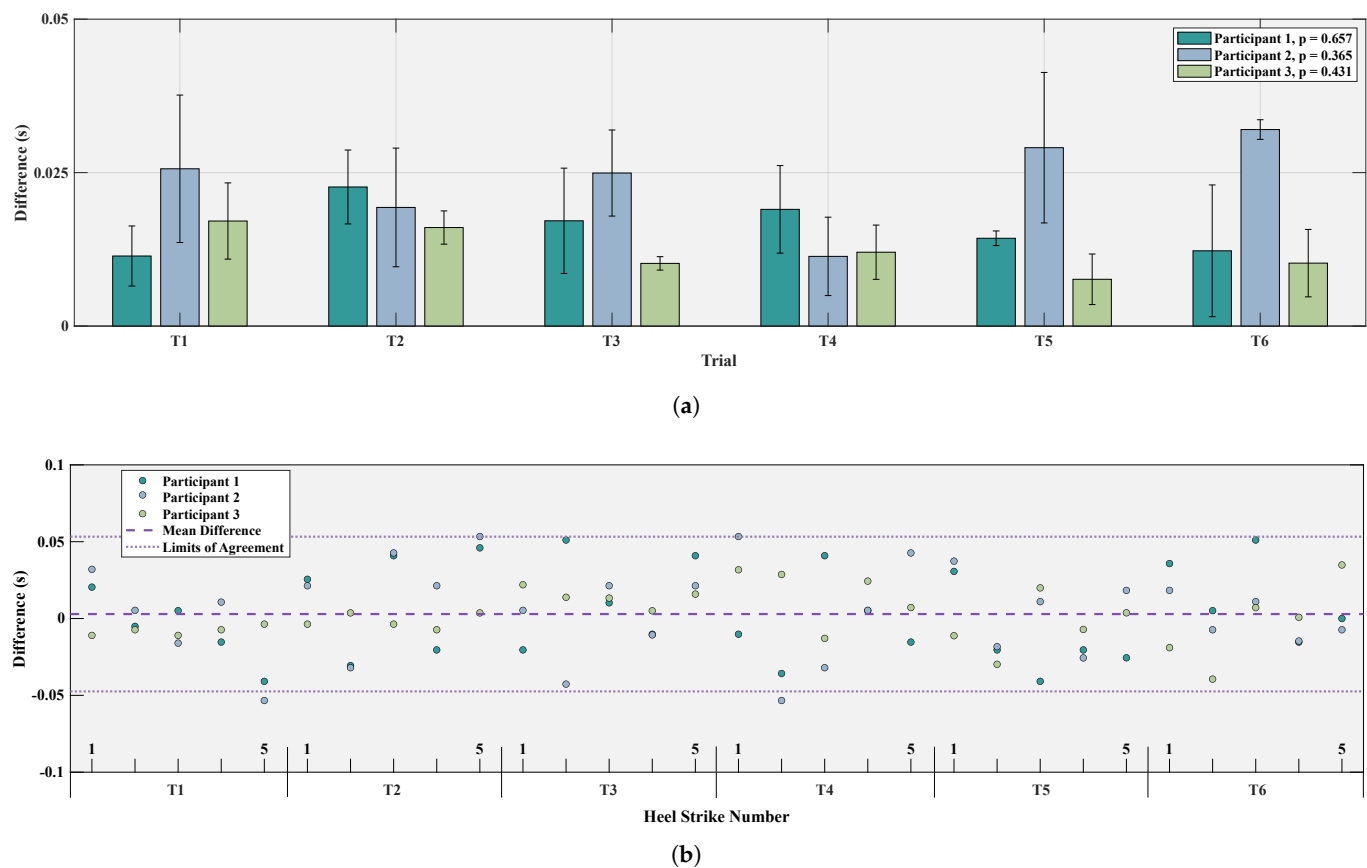 0.05
Participant 1, p = 0.657
Participant 2, p = 0.365
Participant 3, p = 0.431
Difference (s)
0.025
0
T1 T2 T3 T4 T5 T6
Trial
(a)
0.1
Participant 1
Participant 2
Participant 3
Mean Difference
Limits of Agreement
0.05
Difference (s)
0
-0.05
1 5 1 5 1 5 1 5 1 5 1 5
-0.1
T1 T2 T3 T4 T5 T6
Heel Strike Number
(b)